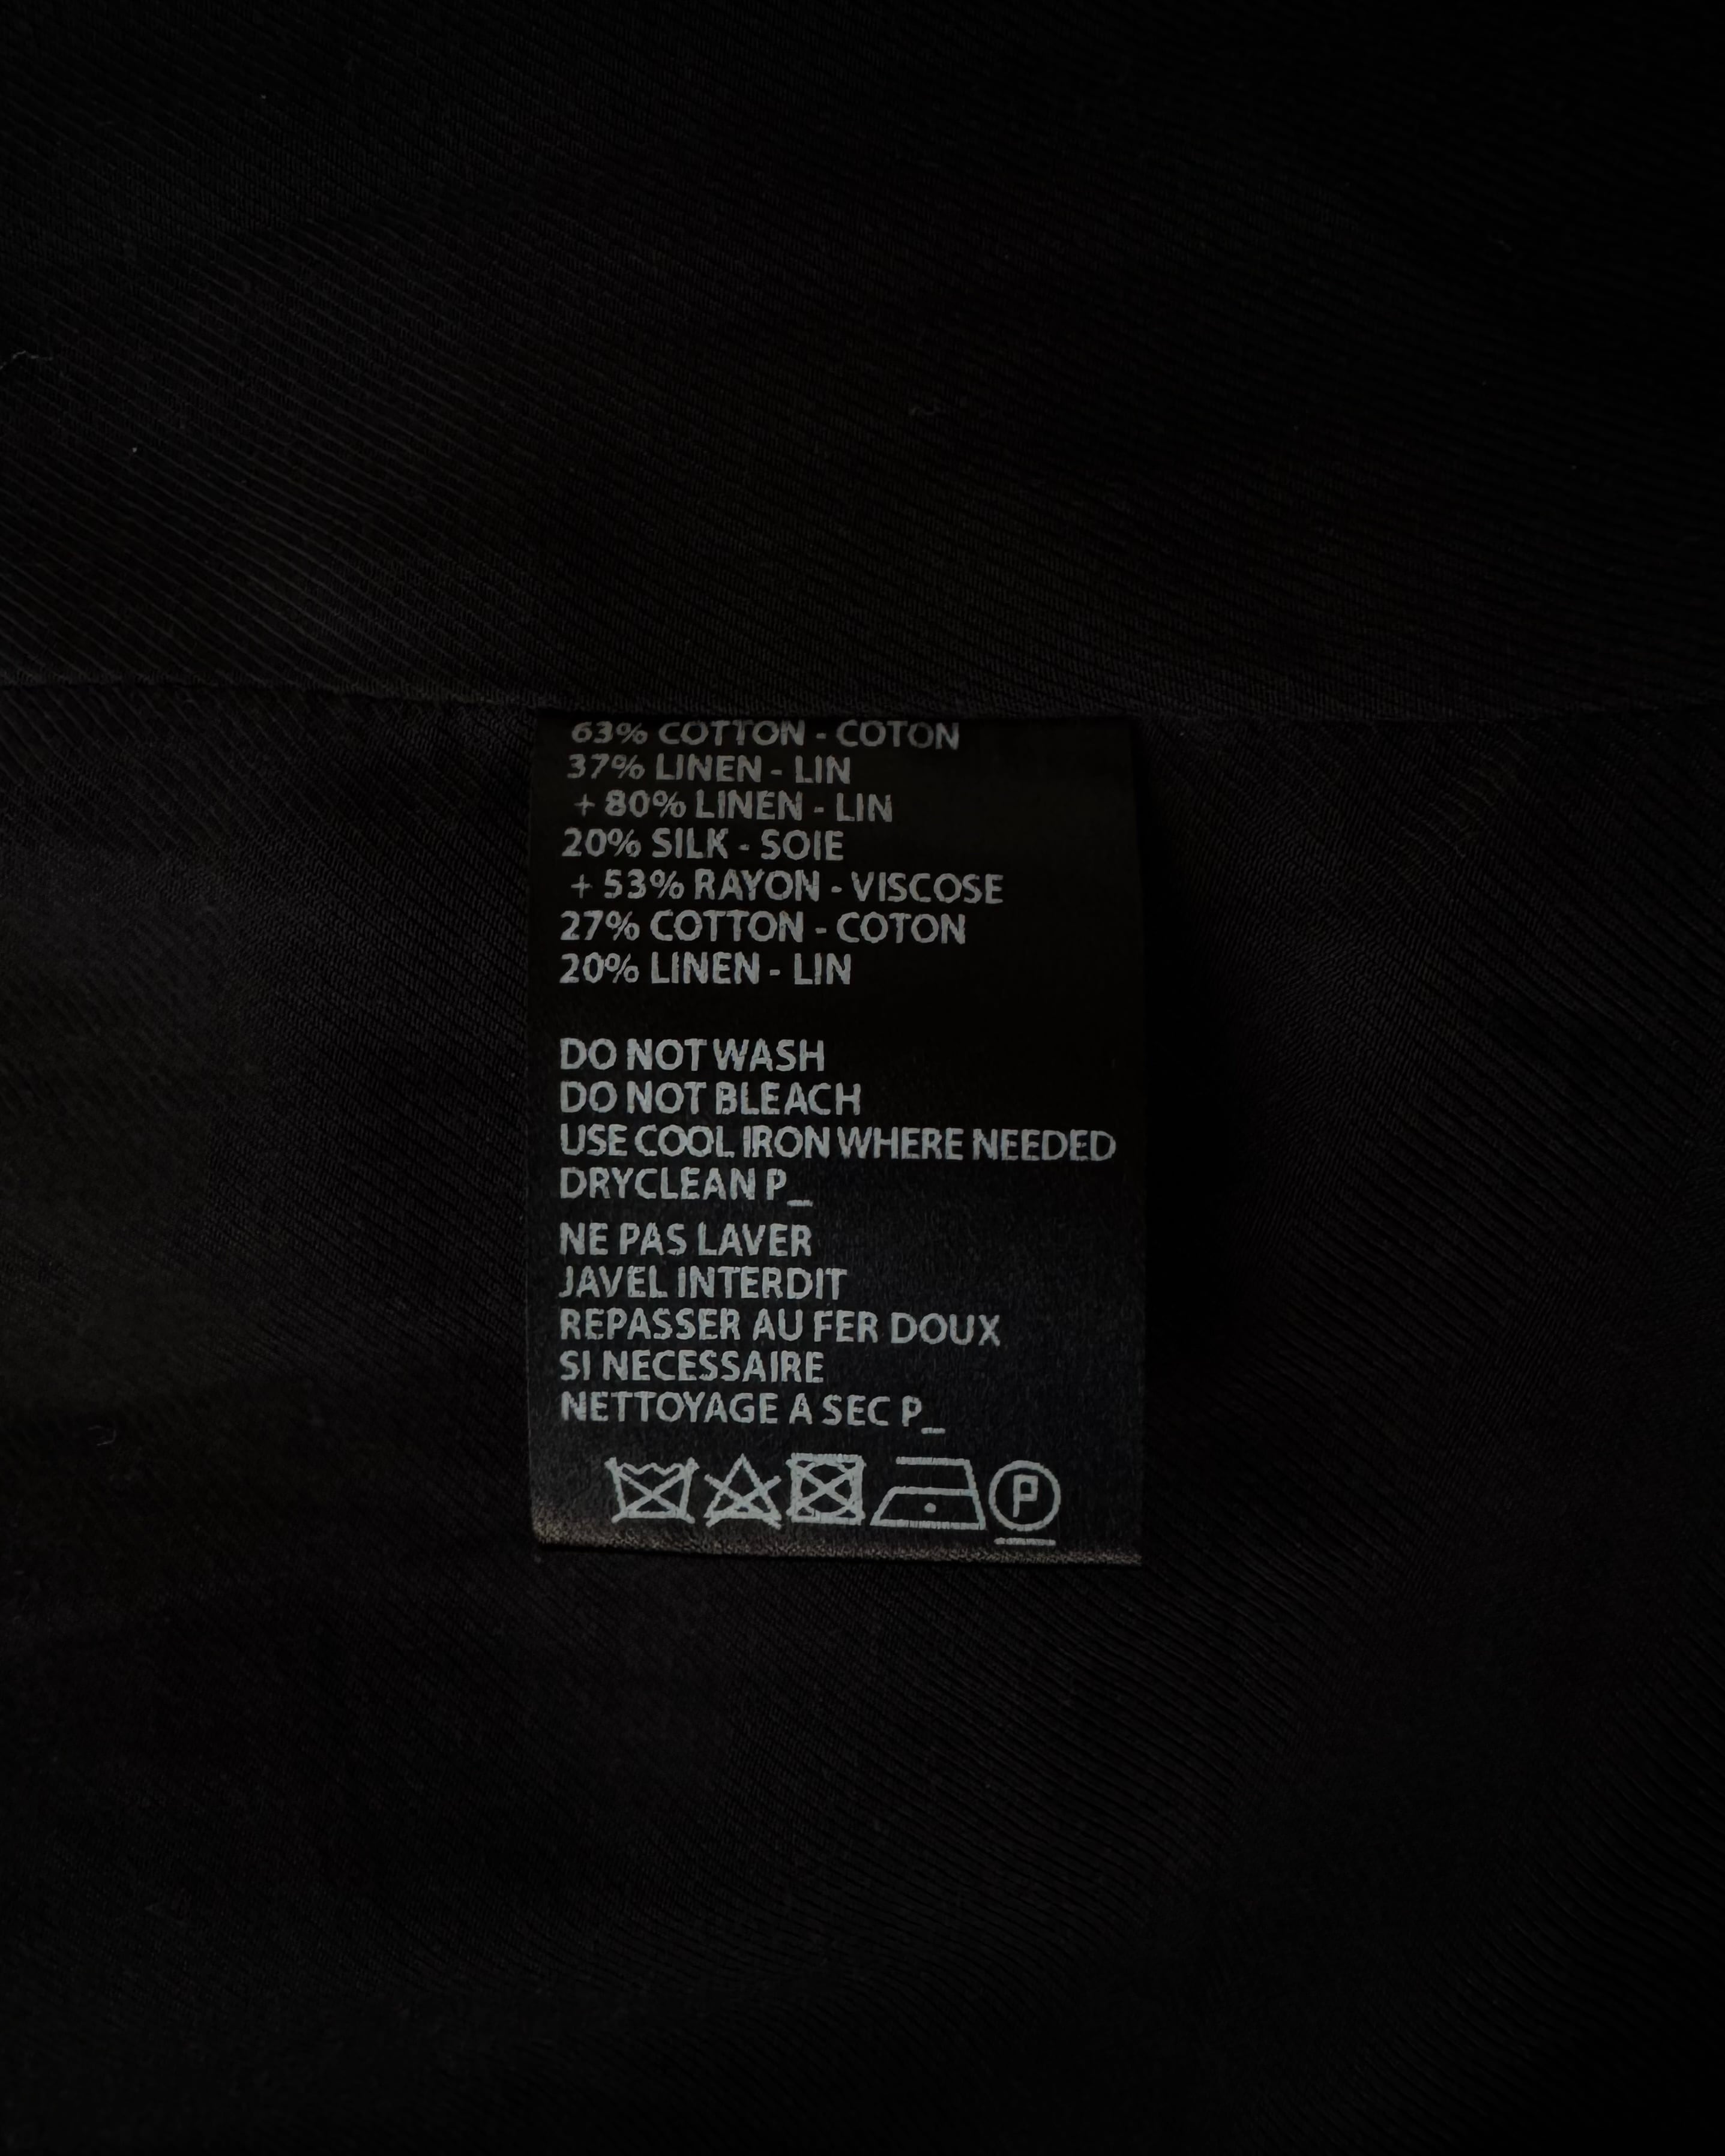 63% COTTON - COTON
37% LINEN - LIN
+ 80% LINEN - LIN
20% SILK - SOIE
+ 53% RAYON - VISCOSE
27% COTTON - COTON
20% LINEN - LIN
DO NOT WASH
DO NOT BLEACH
USE COOL IRON WHERE NEEDED
DRYCLEAN P_
NE PAS LAVER
JAVEL INTERDIT
REPASSER AU FER DOUX
SI NECESSAIRE
NETTOYAGE A SEC P_
P